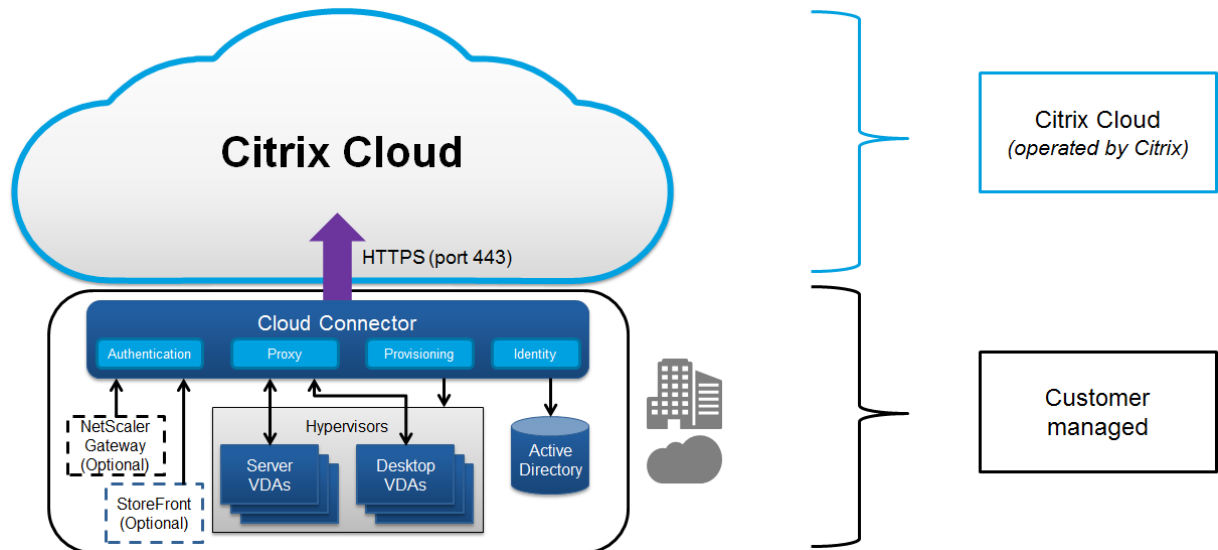 Citrix Cloud
HTTPS (port 443)
Citrix Cloud
(operated by Citrix)
Cloud Connector
Authentication
Proxy
Provisioning
Identity
NetScaler
Gateway
(Optional)
StoreFront
(Optional)
Hypervisors
Server
VDAs
Desktop
VDAs
Active
Directory
Customer
managed